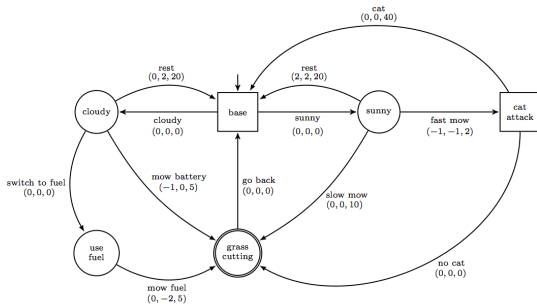 cat
(0, 0, 40)
rest
(0, 2, 20)
rest
(2, 2, 20)
cloudy
base
sunny
cat
attack
cloudy
(0, 0, 0)
sunny
(0, 0, 0)
fast mow
(−1, −1, 2)
switch to fuel
(0, 0, 0)
mow battery
(−1, 0, 5)
go back
(0, 0, 0)
slow mow
(0, 0, 10)
use
fuel
grass
cutting
no cat
(0, 0, 0)
mow fuel
(0, −2, 5)